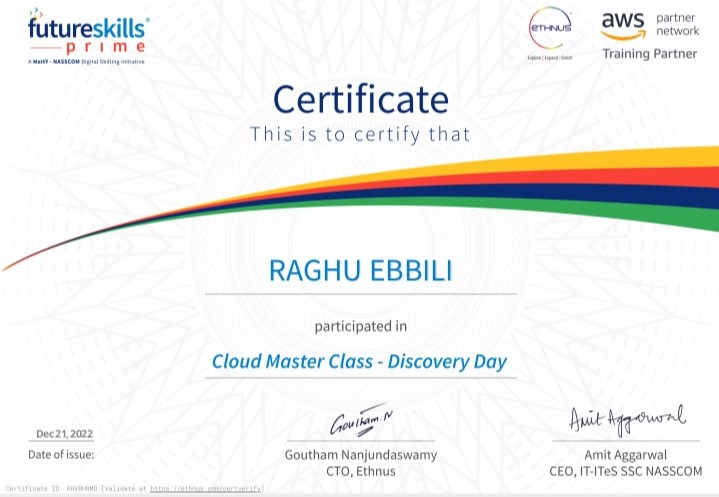 futureskills
prime
A MeitY - NASSCOM Digital Skilling Initiative
ETHNUS
Explore | Expand | Enrich
aws partner network
Training Partner
Certificate
This is to certify that
RAGHU EBBILI
participated in
Cloud Master Class - Discovery Day
Dec21,2022
Date of issue:
Goutham.N
Goutham Nanjundaswamy
CTO, Ethnus
Amit Aggarwal
Amit Aggarwal
CEO, IT-ITeS SSC NASSCOM
Certificate ID: [Validate at https://ethnus.com/certverify]